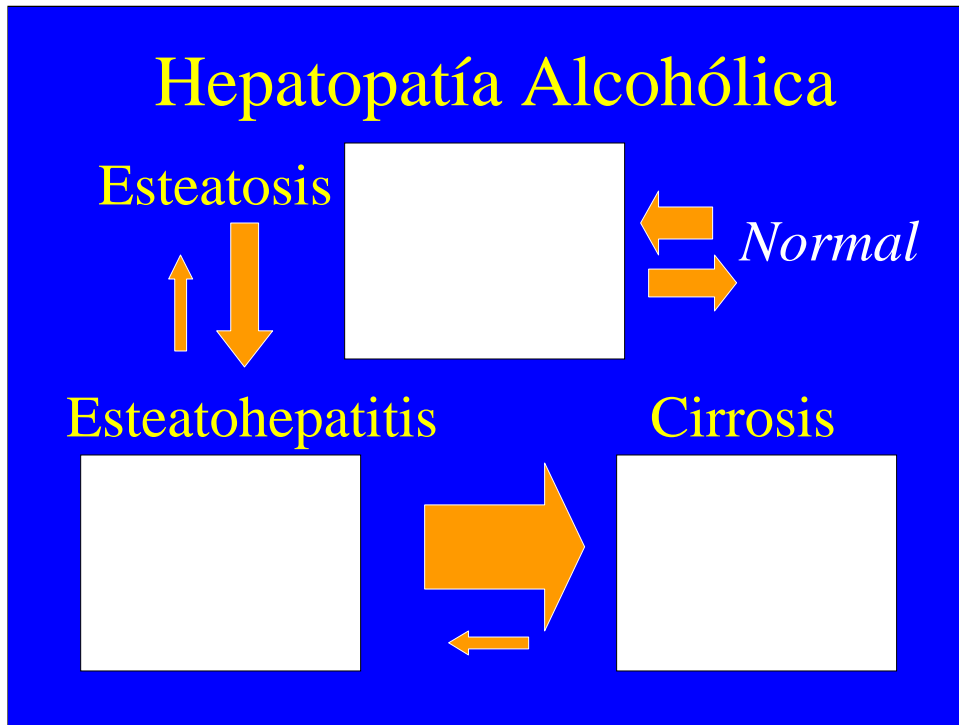 Hepatopatía Alcohólica
Esteatosis
Normal
Esteatohepatitis
Cirrosis